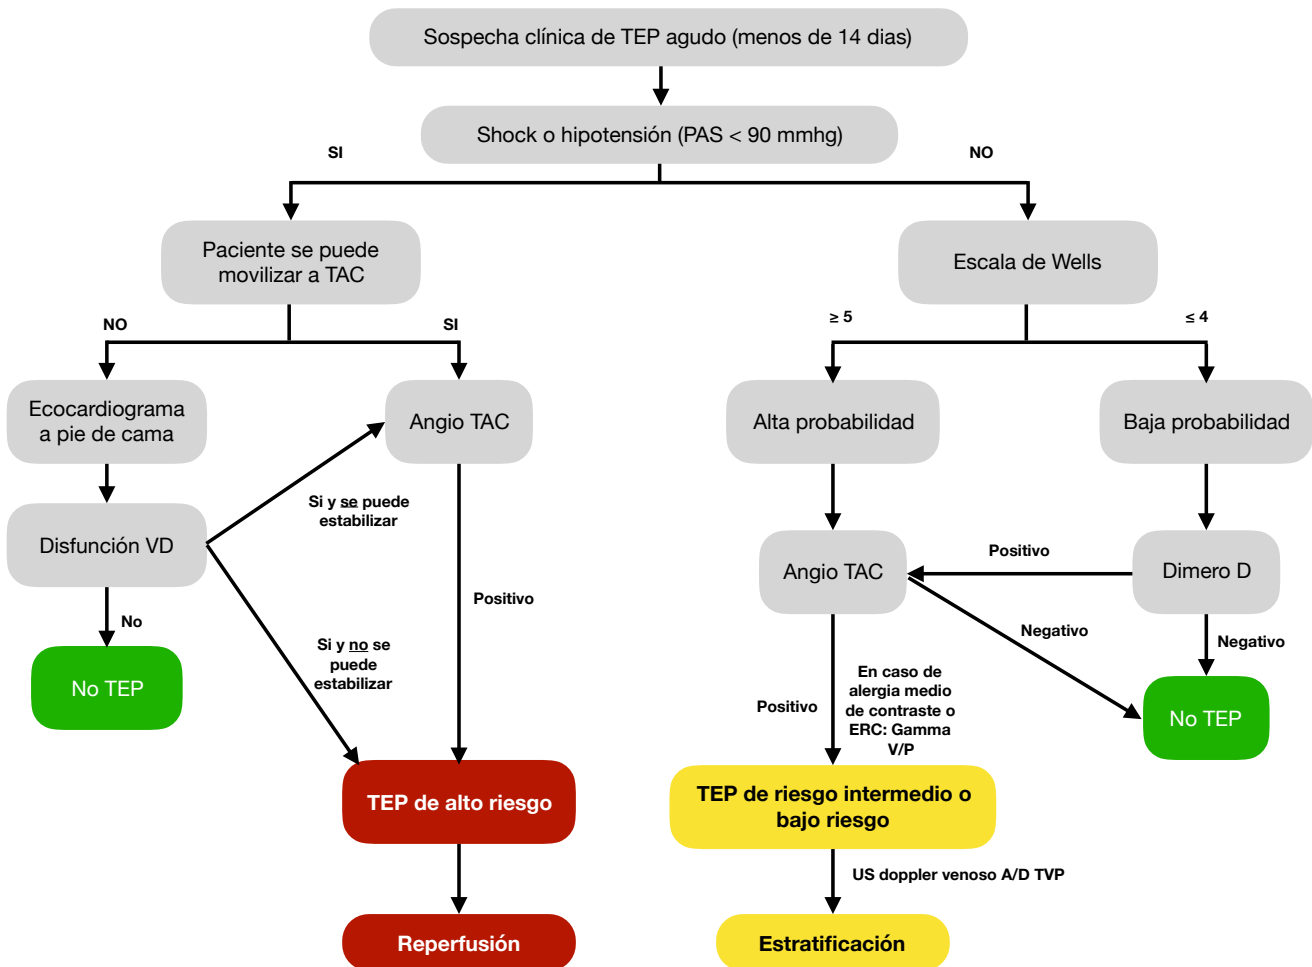 Sospecha clínica de TEP agudo (menos de 14 dias)
Shock o hipotensión (PAS < 90 mmhg)
SI
NO
Paciente se puede
movilizar a TAC
Escala de Wells
NO
SI
≥ 5
≤ 4
Ecocardiograma
a pie de cama
Angio TAC
Alta probabilidad
Baja probabilidad
Si y se puede
estabilizar
Disfunción VD
Angio TAC
Positivo
Dimero D
Positivo
No
Si y no se
puede
estabilizar
Negativo
Negativo
No TEP
Positivo
En caso de
alergia medio
de contraste o
ERC: Gamma
V/P
No TEP
TEP de alto riesgo
TEP de riesgo intermedio o
bajo riesgo
US doppler venoso A/D TVP
Reperfusión
Estratificación